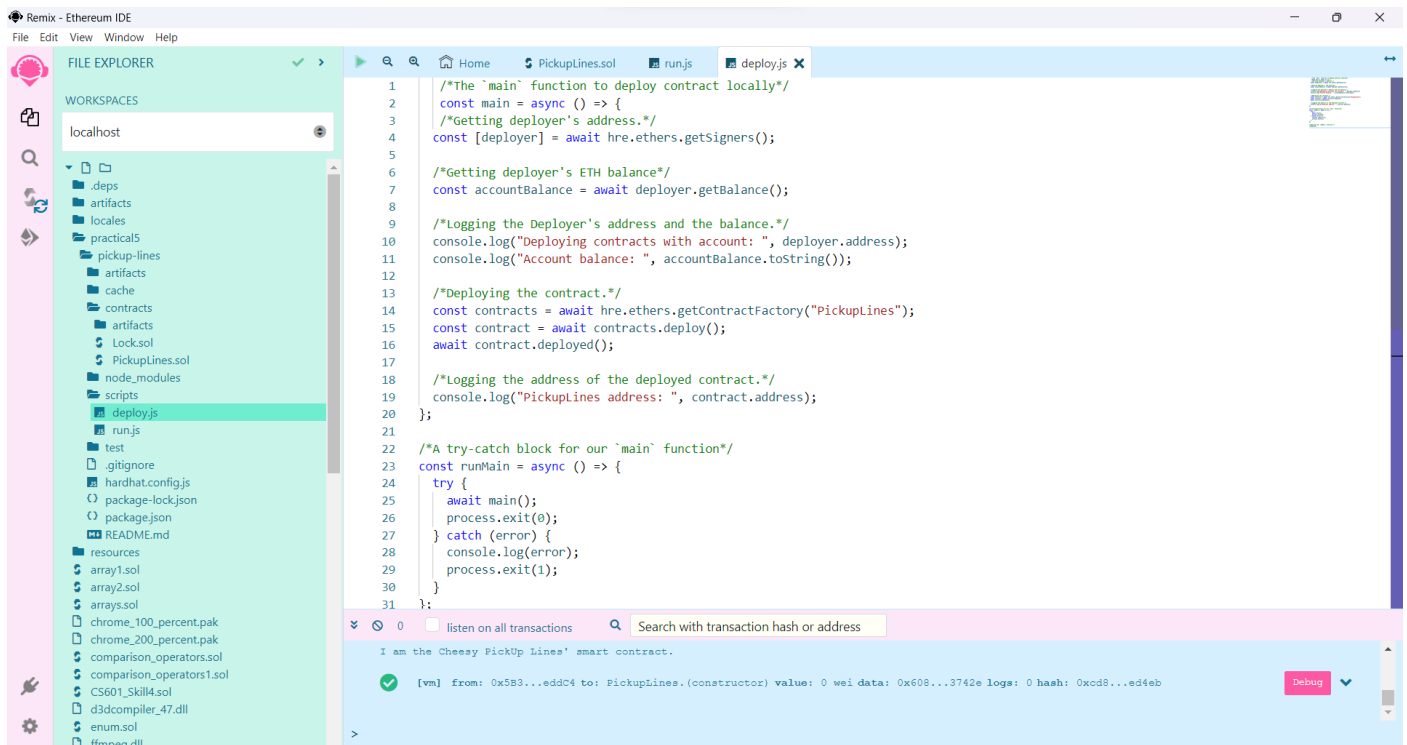 Remix - Ethereum IDE
File Edit View Window Help
FILE EXPLORER
WORKSPACES
localhost
.deps
artifacts
locales
practical5
pickup-lines
artifacts
cache
contracts
artifacts
Lock.sol
PickupLines.sol
node_modules
scripts
deploy.js
run.js
test
.gitignore
hardhat.config.js
package-lock.json
package.json
README.md
resources
array1.sol
array2.sol
arrays.sol
chrome_100_percent.pak
chrome_200_percent.pak
comparison_operators.sol
comparison_operators1.sol
CS601_Skill4.sol
d3dcompiler_47.dll
enum.sol
ffmpeg.dll
Home PickupLines.sol run.js deploy.js
1 /*The `main` function to deploy contract locally*/
2 const main = async () => {
3 /*Getting deployer's address.*/
4 const [deployer] = await hre.ethers.getSigners();
5
6 /*Getting deployer's ETH balance*/
7 const accountBalance = await deployer.getBalance();
8
9 /*Logging the Deployer's address and the balance.*/
10 console.log("Deploying contracts with account: ", deployer.address);
11 console.log("Account balance: ", accountBalance.toString());
12
13 /*Deploying the contract.*/
14 const contracts = await hre.ethers.getContractFactory("PickupLines");
15 const contract = await contracts.deploy();
16 await contract.deployed();
17
18 /*Logging the address of the deployed contract.*/
19 console.log("PickupLines address: ", contract.address);
20 };
21
22 /*A try-catch block for our `main` function*/
23 const runMain = async () => {
24 try {
25 await main();
26 process.exit(0);
27 } catch (error) {
28 console.log(error);
29 process.exit(1);
30 }
31 };
0 listen on all transactions Search with transaction hash or address
I am the Cheesy PickUp Lines' smart contract.
[vm] from: 0x5B3...eddC4 to: PickupLines.(constructor) value: 0 wei data: 0x608...3742e logs: 0 hash: 0xcd8...ed4eb Debug
>